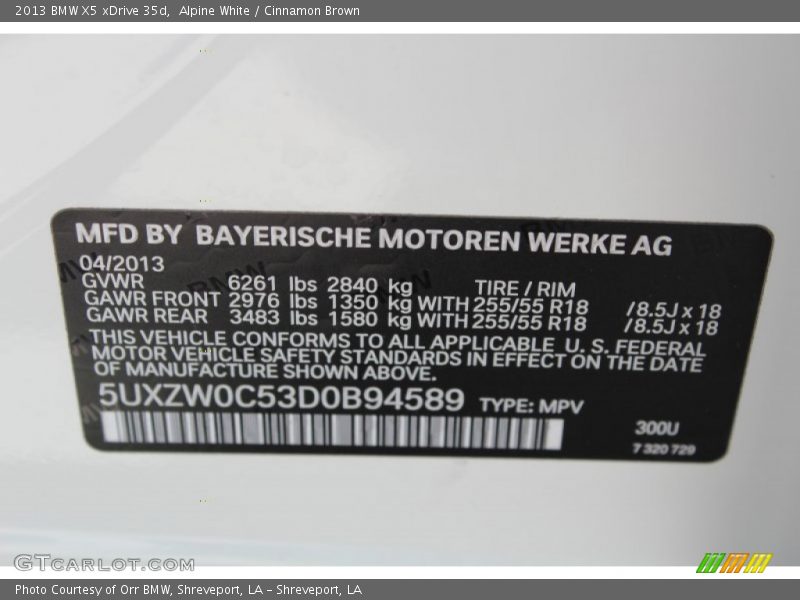 2013 BMW X5 xDrive 35d,  Alpine White / Cinnamon Brown
MFD BY BAYERISCHE MOTOREN WERKE AG
04/2013
GVWR 6261 lbs 2840 kg TIRE / RIM
GAWR FRONT 2976 lbs 1350 kg WITH 255/55 R18 /8.5J x 18
GAWR REAR 3483 lbs 1580 kg WITH 255/55 R18 /8.5J x 18
THIS VEHICLE CONFORMS TO ALL APPLICABLE U.S. FEDERAL
MOTOR VEHICLE SAFETY STANDARDS IN EFFECT ON THE DATE
OF MANUFACTURE SHOWN ABOVE.
5UXZW0C53D0B94589 TYPE: MPV
300U
7 320 729
GTCARLOT.COM
Photo Courtesy of Orr BMW, Shreveport, LA – Shreveport, LA